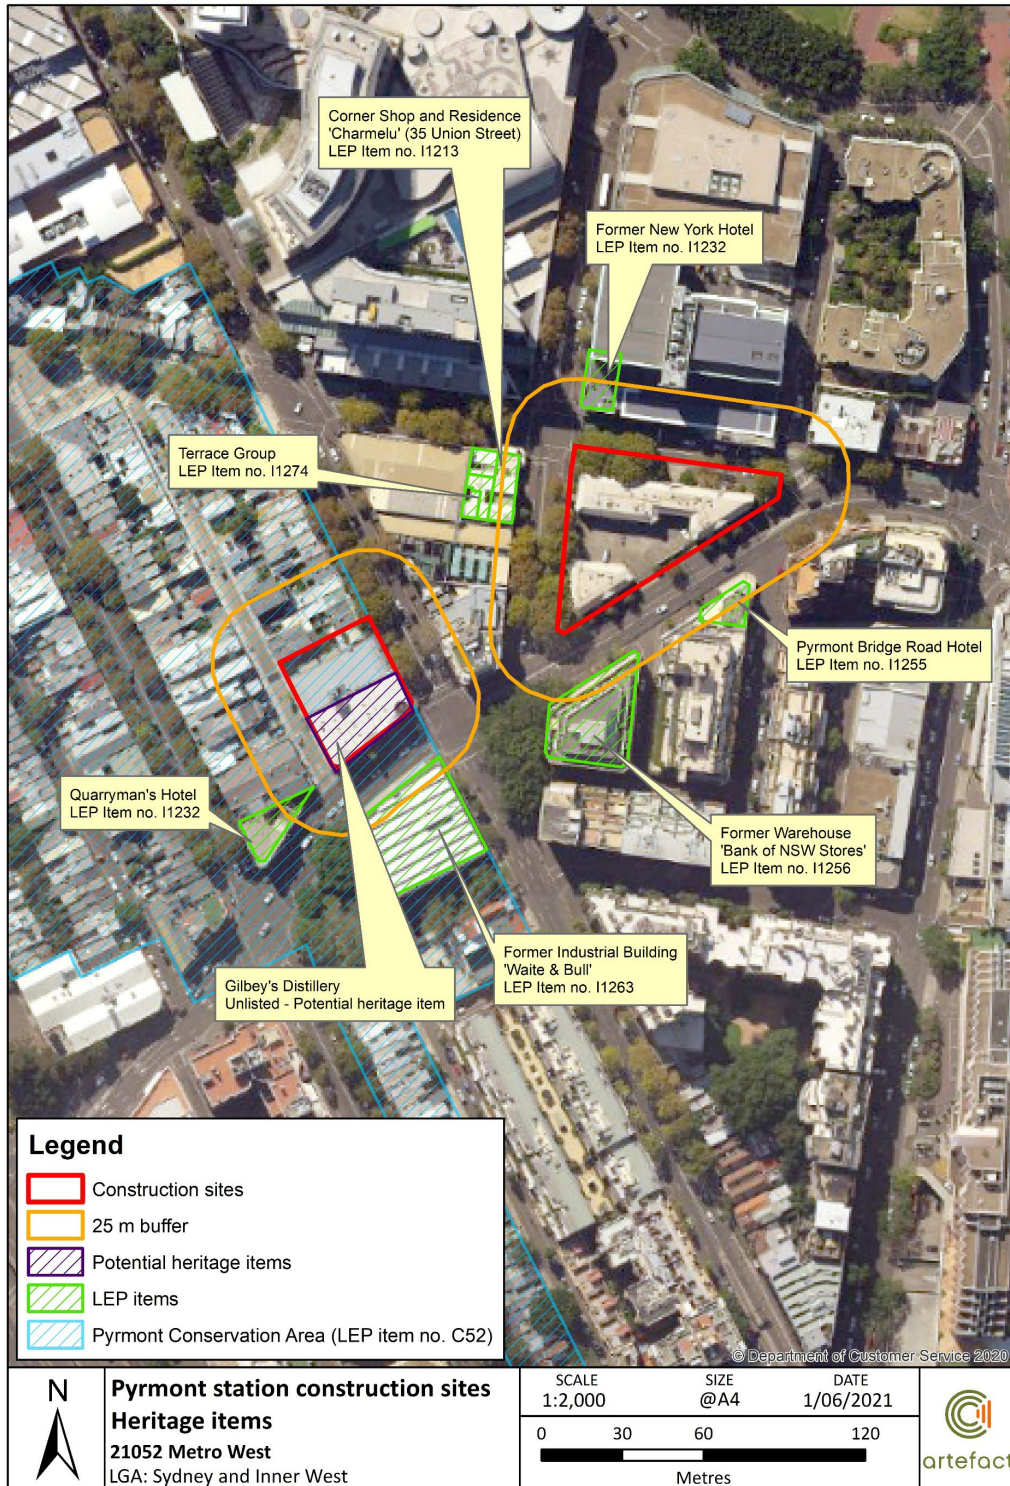 Corner Shop and Residence
'Charmelu' (35 Union Street)
LEP Item no. I1213
Former New York Hotel
LEP Item no. I1232
Terrace Group
LEP Item no. I1274
Pyrmont Bridge Road Hotel
LEP Item no. I1255
Quarryman's Hotel
LEP Item no. I1232
Former Warehouse
'Bank of NSW Stores'
LEP Item no. I1256
Former Industrial Building
'Waite & Bull'
LEP Item no. I1263
Gilbey's Distillery
Unlisted - Potential heritage item
Legend
Construction sites
25 m buffer
Potential heritage items
LEP items
Pyrmont Conservation Area (LEP item no. C52)
© Department of Customer Service 2020
N
Pyrmont station construction sites
Heritage items
21052 Metro West
LGA: Sydney and Inner West
SCALE
1:2,000
SIZE
@A4
DATE
1/06/2021
0 30 60 120
Metres
artefact